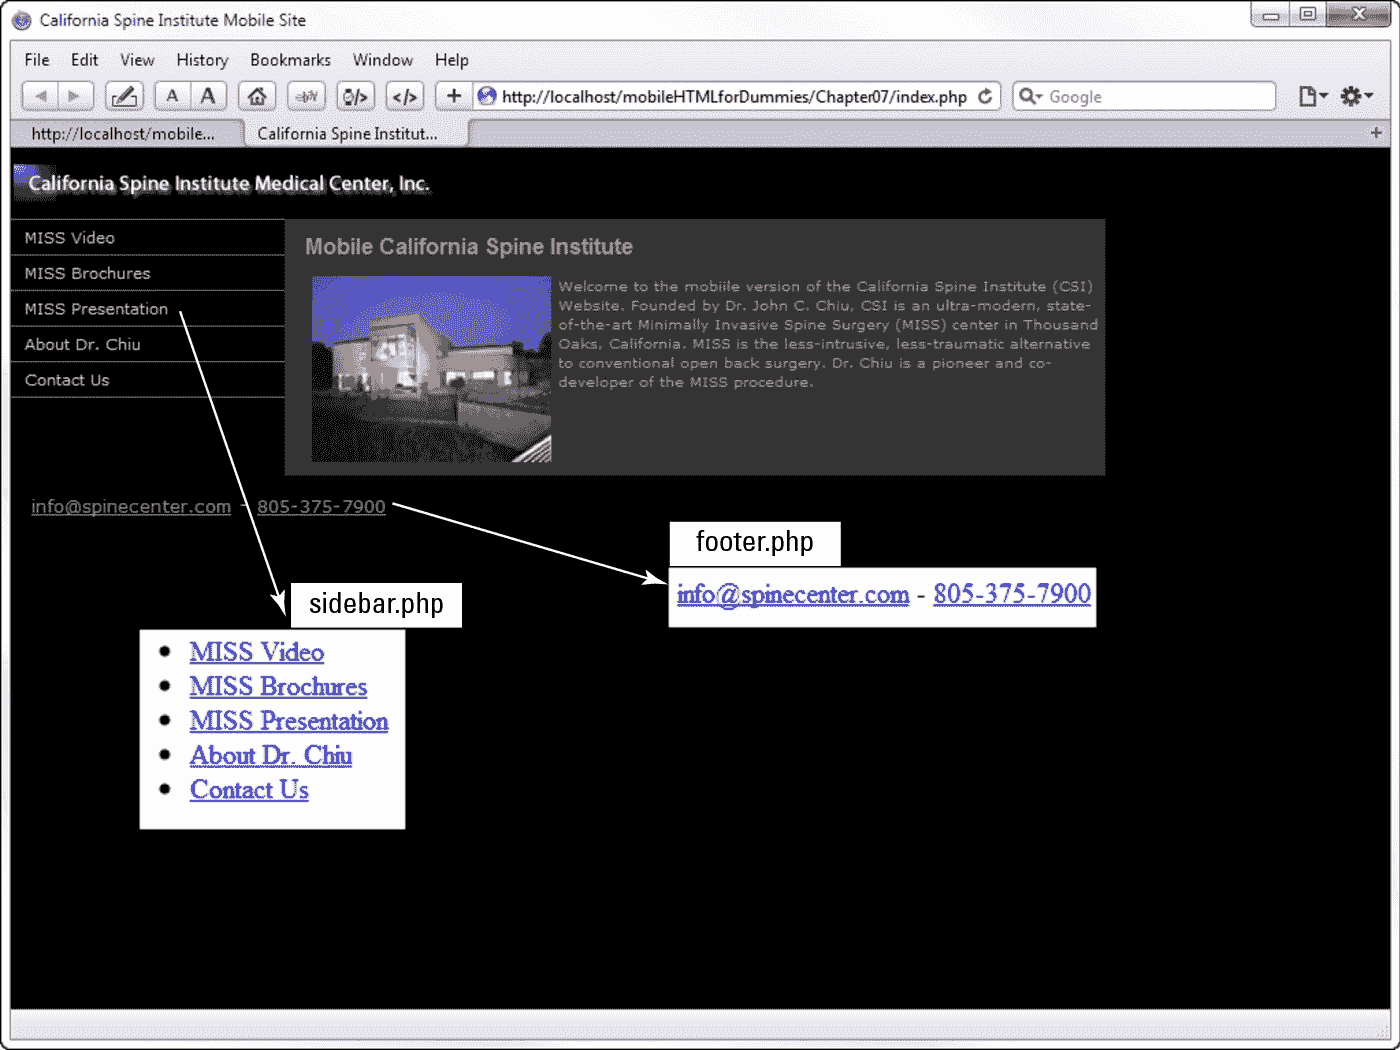 California Spine Institute Mobile Site
File Edit View History Bookmarks Window Help
A A </> + http://localhost/mobileHTMLforDummies/Chapter07/index.php Google
http://localhost/mobile... California Spine Institut... +
California Spine Institute Medical Center, Inc.
MISS Video
MISS Brochures
MISS Presentation
About Dr. Chiu
Contact Us
Mobile California Spine Institute
Welcome to the mobiile version of the California Spine Institute (CSI)
Website. Founded by Dr. John C. Chiu, CSI is an ultra-modern, state-
of-the-art Minimally Invasive Spine Surgery (MISS) center in Thousand
Oaks, California. MISS is the less-intrusive, less-traumatic alternative
to conventional open back surgery. Dr. Chiu is a pioneer and co-
developer of the MISS procedure.
info@spinecenter.com - 805-375-7900
footer.php
info@spinecenter.com - 805-375-7900
sidebar.php
• MISS Video
• MISS Brochures
• MISS Presentation
• About Dr. Chiu
• Contact Us